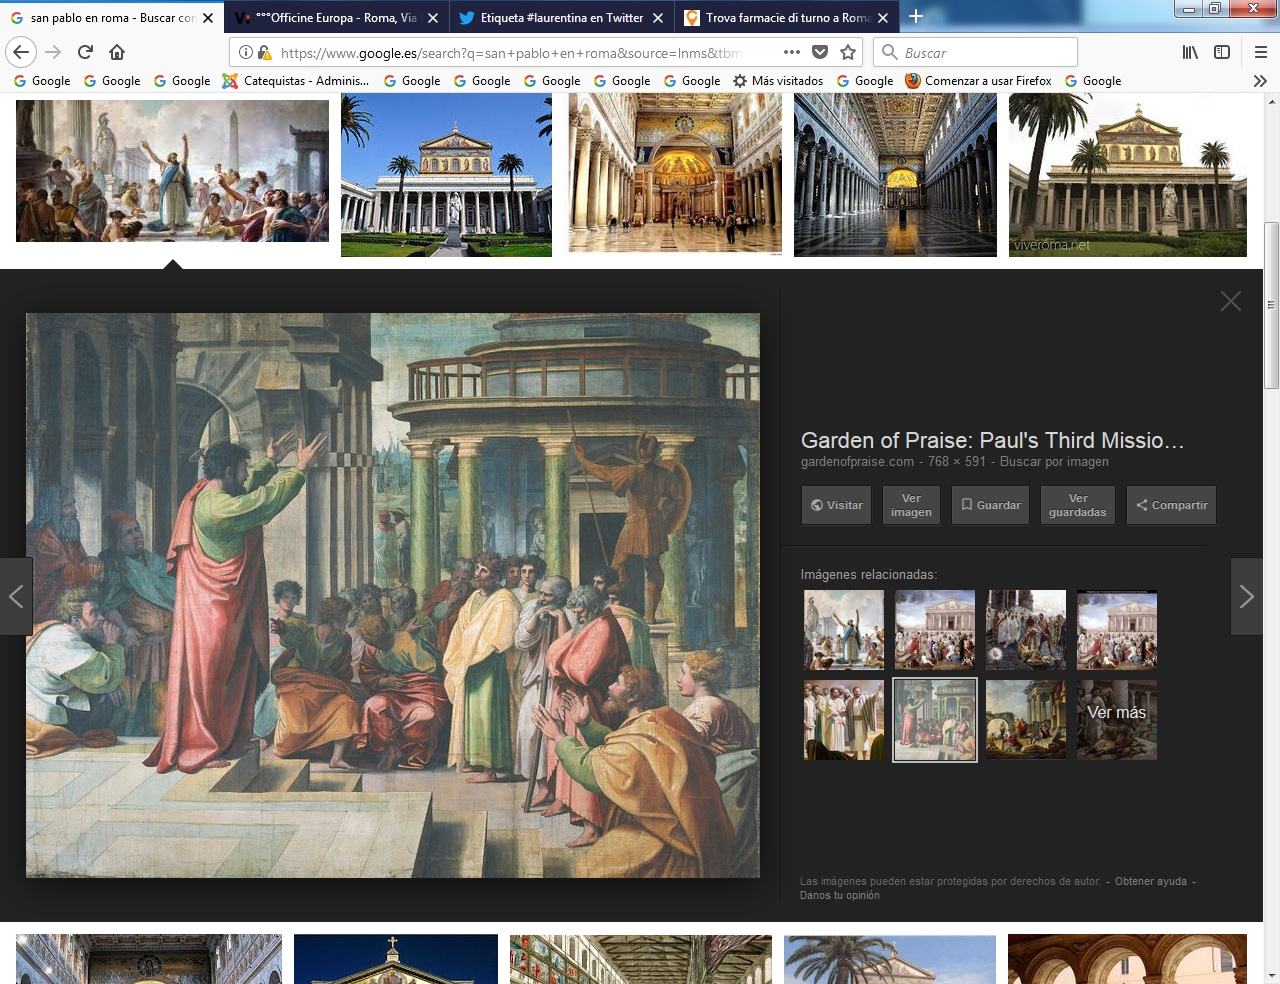 san pablo en roma - Buscar con
°°°Officine Europa - Roma, Via
Etiqueta #laurentina en Twitter
Trova farmacie di turno a Roma
https://www.google.es/search?q=san+pablo+en+roma&source=lnms&tbm
Buscar
Google
Google
Google
Catequistas - Adminis...
Google
Google
Google
Google
Google
Más visitados
Google
Comenzar a usar Firefox
Google
viveroma.net
Garden of Praise: Paul's Third Missio…
gardenofpraise.com - 768 × 591 - Buscar por imagen
Visitar
Ver imagen
Guardar
Ver guardadas
Compartir
Imágenes relacionadas:
Ver más
Las imágenes pueden estar protegidas por derechos de autor. - Obtener ayuda -
Danos tu opinión